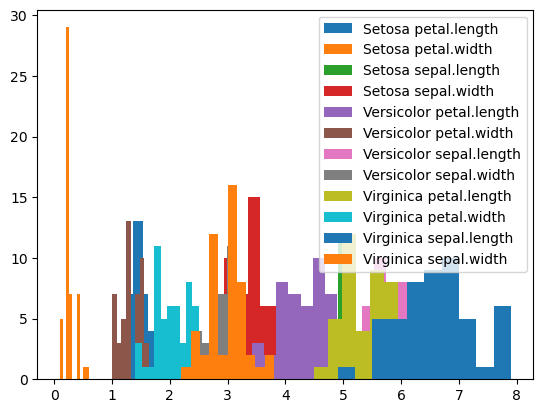 30
25
20
15
10
5
0
0 1 2 3 4 5 6 7 8
Setosa petal.length
Setosa petal.width
Setosa sepal.length
Setosa sepal.width
Versicolor petal.length
Versicolor petal.width
Versicolor sepal.length
Versicolor sepal.width
Virginica petal.length
Virginica petal.width
Virginica sepal.length
Virginica sepal.width